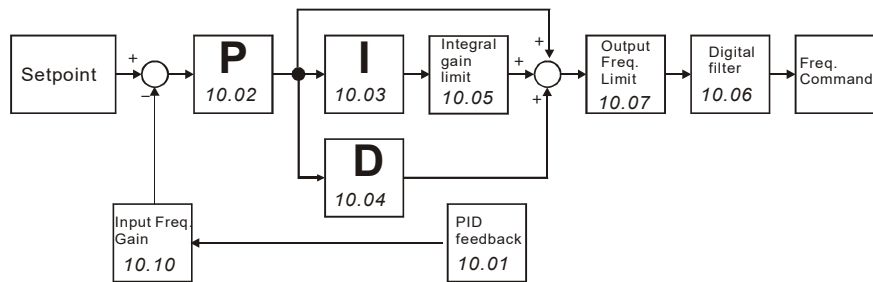 Setpoint
+
−
P
10.02
I
10.03
D
10.04
Integral
gain
limit
10.05
+
+
+
Output
Freq.
Limit
10.07
Digital
filter
10.06
Freq.
Command
Input Freq.
Gain
10.10
PID
feedback
10.01